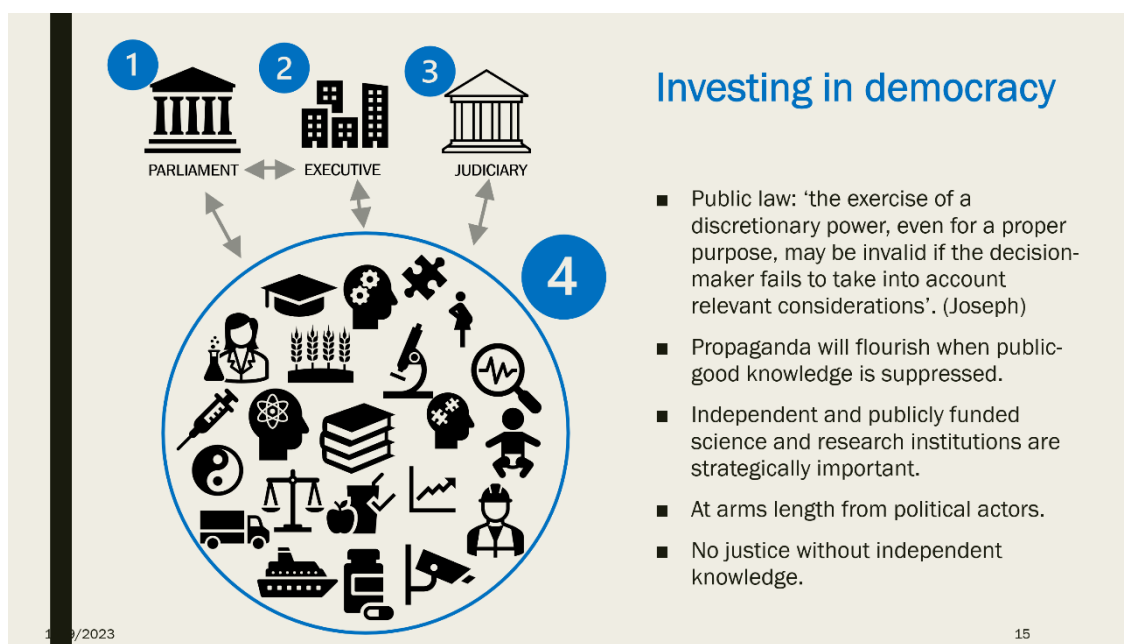 1
2
3
PARLIAMENT
EXECUTIVE
JUDICIARY
4
Investing in democracy
■ Public law: ‘the exercise of a
discretionary power, even for a proper
purpose, may be invalid if the decision-
maker fails to take into account
relevant considerations’. (Joseph)
■ Propaganda will flourish when public-
good knowledge is suppressed.
■ Independent and publicly funded
science and research institutions are
strategically important.
■ At arms length from political actors.
■ No justice without independent
knowledge.
9/2023
15